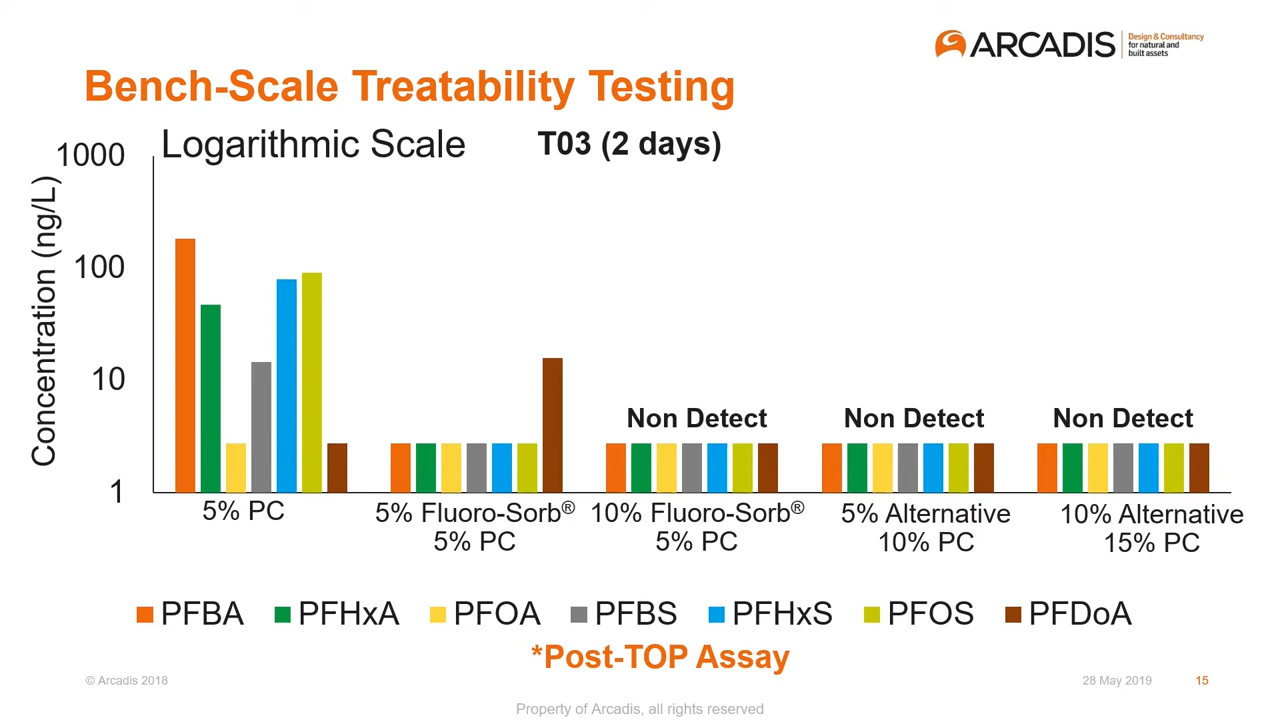 ARCADIS
Design & Consultancy
for natural and
built assets
Bench-Scale Treatability Testing
Logarithmic Scale
T03 (2 days)
Concentration (ng/L)
1000
100
10
1
Non Detect
Non Detect
Non Detect
5% PC
5% Fluoro-Sorb®
5% PC
10% Fluoro-Sorb®
5% PC
5% Alternative
10% PC
10% Alternative
15% PC
PFBA
PFHxA
PFOA
PFBS
PFHxS
PFOS
PFDoA
*Post-TOP Assay
© Arcadis 2018
28 May 2019
15
Property of Arcadis, all rights reserved